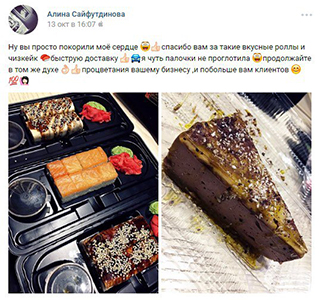 Алина Сайфутдинова
13 окт в 16:07
Ну вы просто покорили моё сердце 😄👍спасибо вам за такие вкусные роллы и
чизкейк 🍣быструю доставку👍🚘я чуть палочки не проглотила 😄продолжайте
в том же духе 👌🏻процветания вашему бизнесу ,и побольше вам клиентов 😊
💯💁🏻